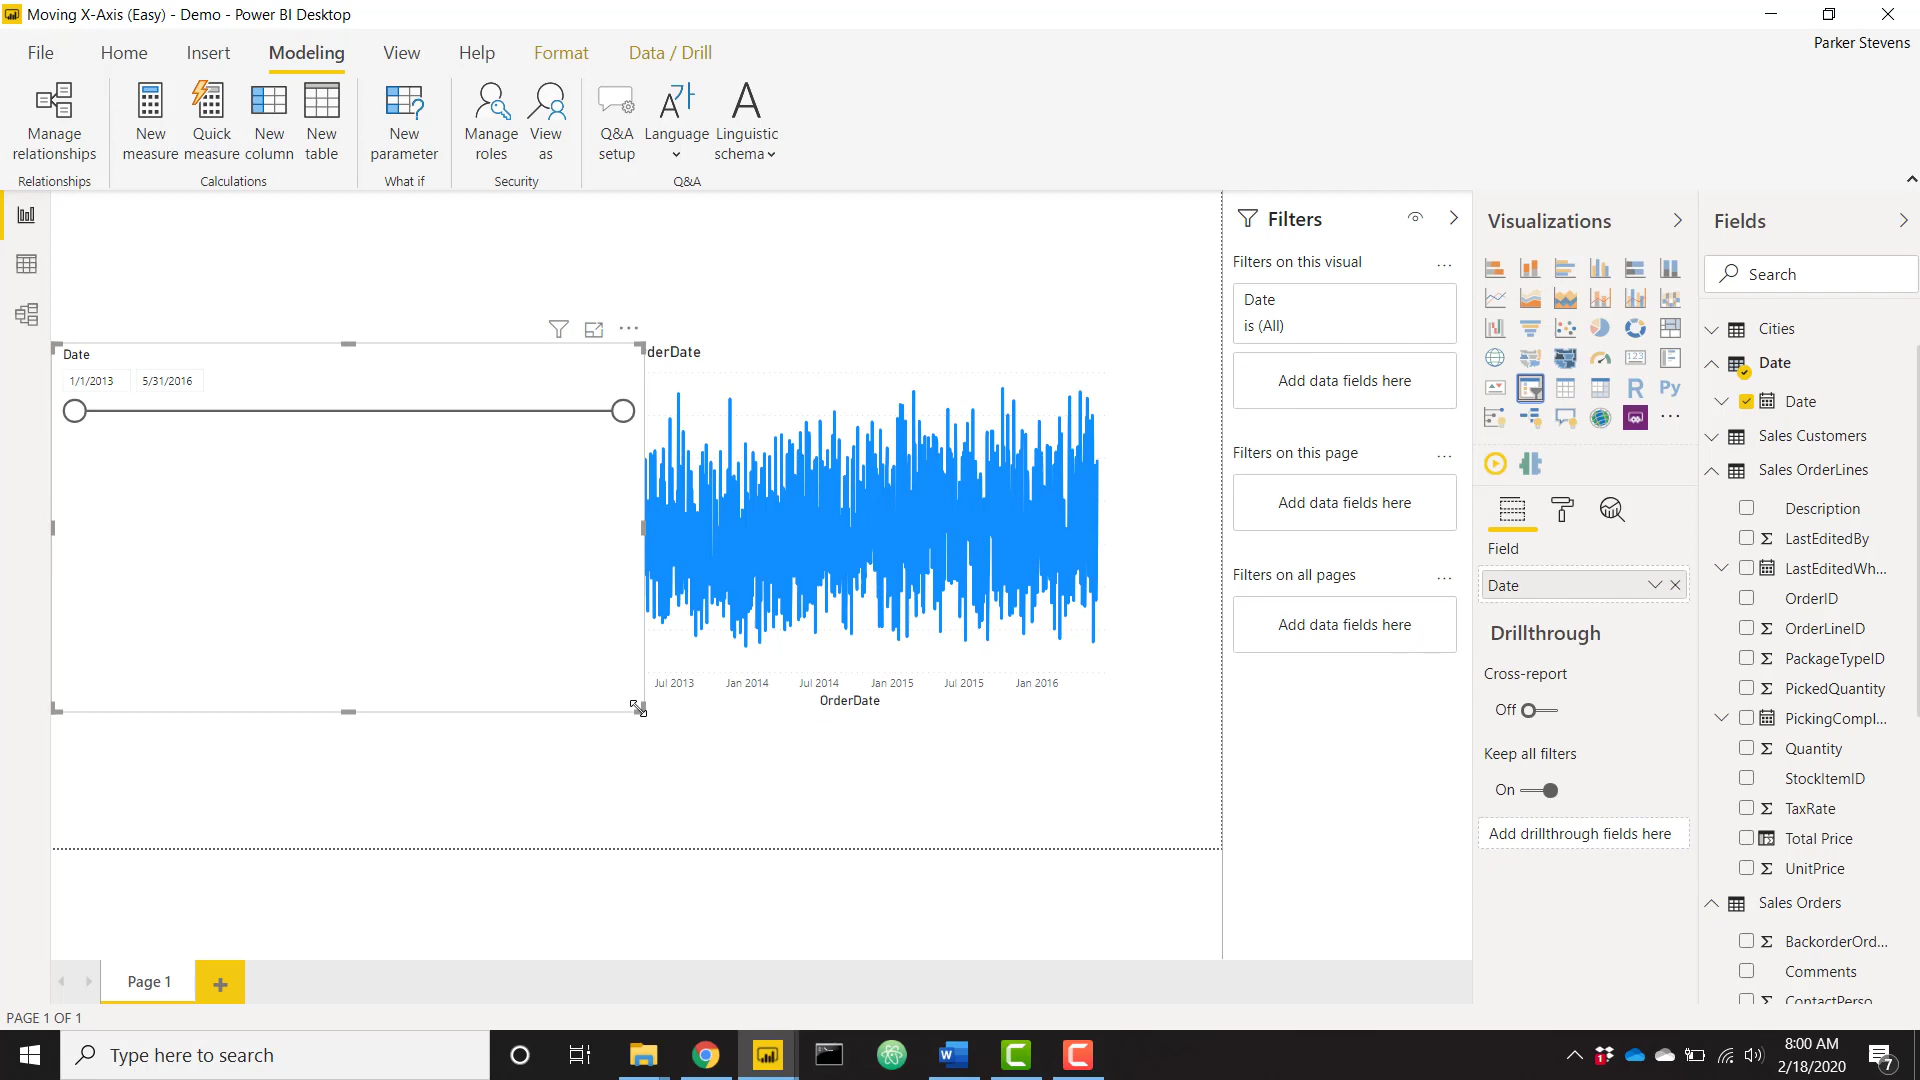 Moving X-Axis (Easy) - Demo - Power BI Desktop
Parker Stevens
File
Home
Insert
Modeling
View
Help
Format
Data / Drill
Manage relationships
New measure
Quick measure
New column
New table
New parameter
Manage roles
View as
Q&A setup
Language
Linguistic schema
Relationships
Calculations
What if
Security
Q&A
Date
1/1/2013
5/31/2016
derDate
Jul 2013
Jan 2014
Jul 2014
Jan 2015
Jul 2015
Jan 2016
OrderDate
Filters
Filters on this visual
...
Date
is (All)
Add data fields here
Filters on this page
...
Add data fields here
Filters on all pages
...
Add data fields here
Visualizations
R
Py
123
Field
Date
Drillthrough
Cross-report
Off
Keep all filters
On
Add drillthrough fields here
Fields
Search
Cities
Date
Date
Sales Customers
Sales OrderLines
Description
LastEditedBy
LastEditedWh...
OrderID
OrderLineID
PackageTypeID
PickedQuantity
PickingCompl...
Quantity
StockItemID
TaxRate
Total Price
UnitPrice
Sales Orders
BackorderOrd...
Comments
ContactPerso
Page 1
PAGE 1 OF 1
Type here to search
8:00 AM
2/18/2020
7